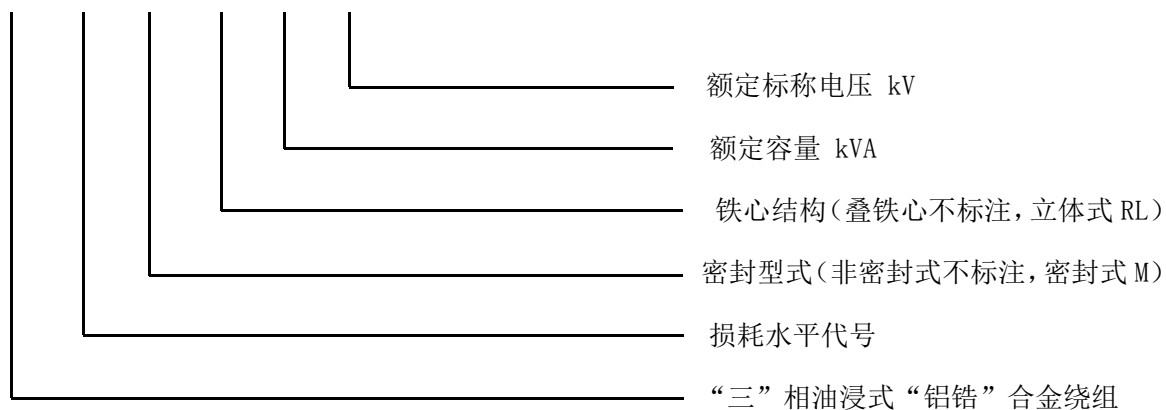 额定标称电压 kV
额定容量 kVA
铁心结构(叠铁心不标注,立体式 RL)
密封型式(非密封式不标注,密封式 M)
损耗水平代号
“三”相油浸式“铝锆”合金绕组